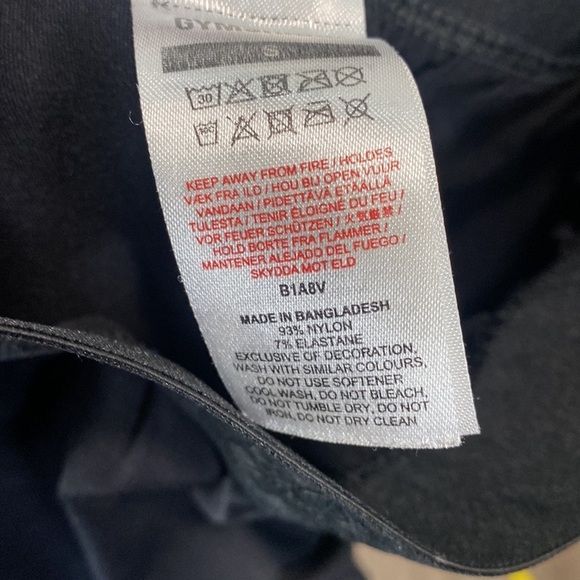 GYM
S
30
KEEP AWAY FROM FIRE / HOLDES
VÆK FRA ILD / HOU BIJ OPEN VUUR
VANDAAN / PIDETTÄVÄ ETÄÄLLÄ
TULESTA / TENIR ÉLOIGNÉ DU FEU /
VOR FEUER SCHÜTZEN / 火気厳禁 /
HOLD BORTE FRA FLAMMER /
MANTENER ALEJADO DEL FUEGO /
SKYDDA MOT ELD
B1A8V
MADE IN BANGLADESH
93% NYLON
7% ELASTANE
EXCLUSIVE OF DECORATION,
WASH WITH SIMILAR COLOURS,
DO NOT USE SOFTENER
COOL WASH, DO NOT BLEACH,
DO NOT TUMBLE DRY, DO NOT
IRON, DO NOT DRY CLEAN